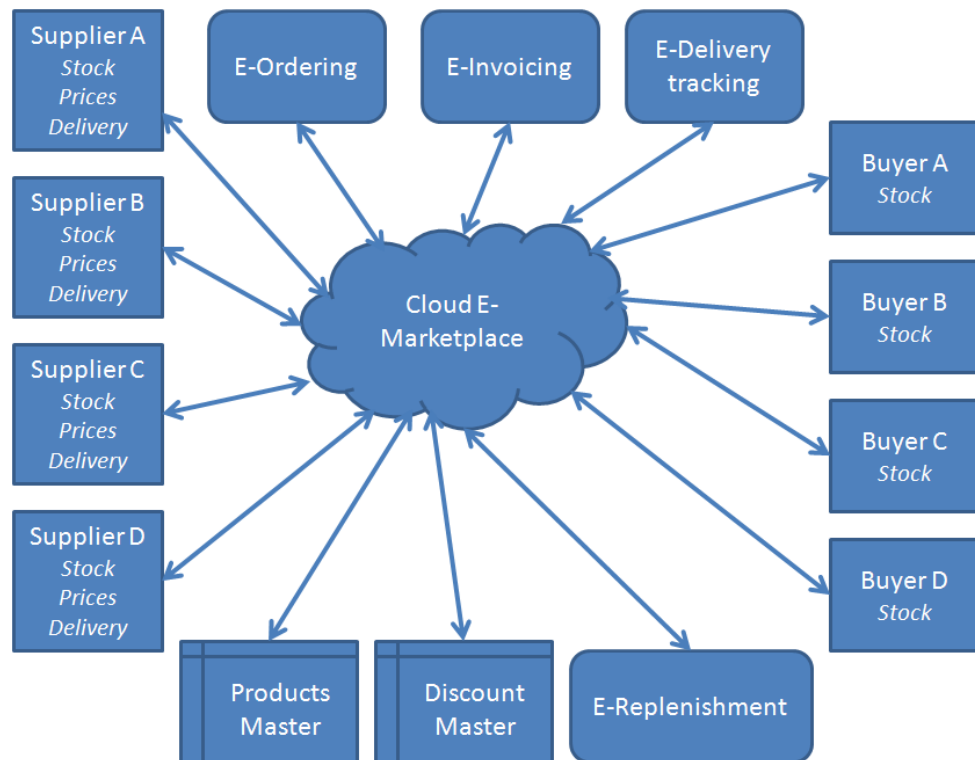 Supplier A
Stock
Prices
Delivery
E-Ordering
E-Invoicing
E-Delivery
tracking
Buyer A
Stock
Supplier B
Stock
Prices
Delivery
Cloud E-
Marketplace
Buyer B
Stock
Supplier C
Stock
Prices
Delivery
Buyer C
Stock
Supplier D
Stock
Prices
Delivery
Buyer D
Stock
Products
Master
Discount
Master
E-Replenishment